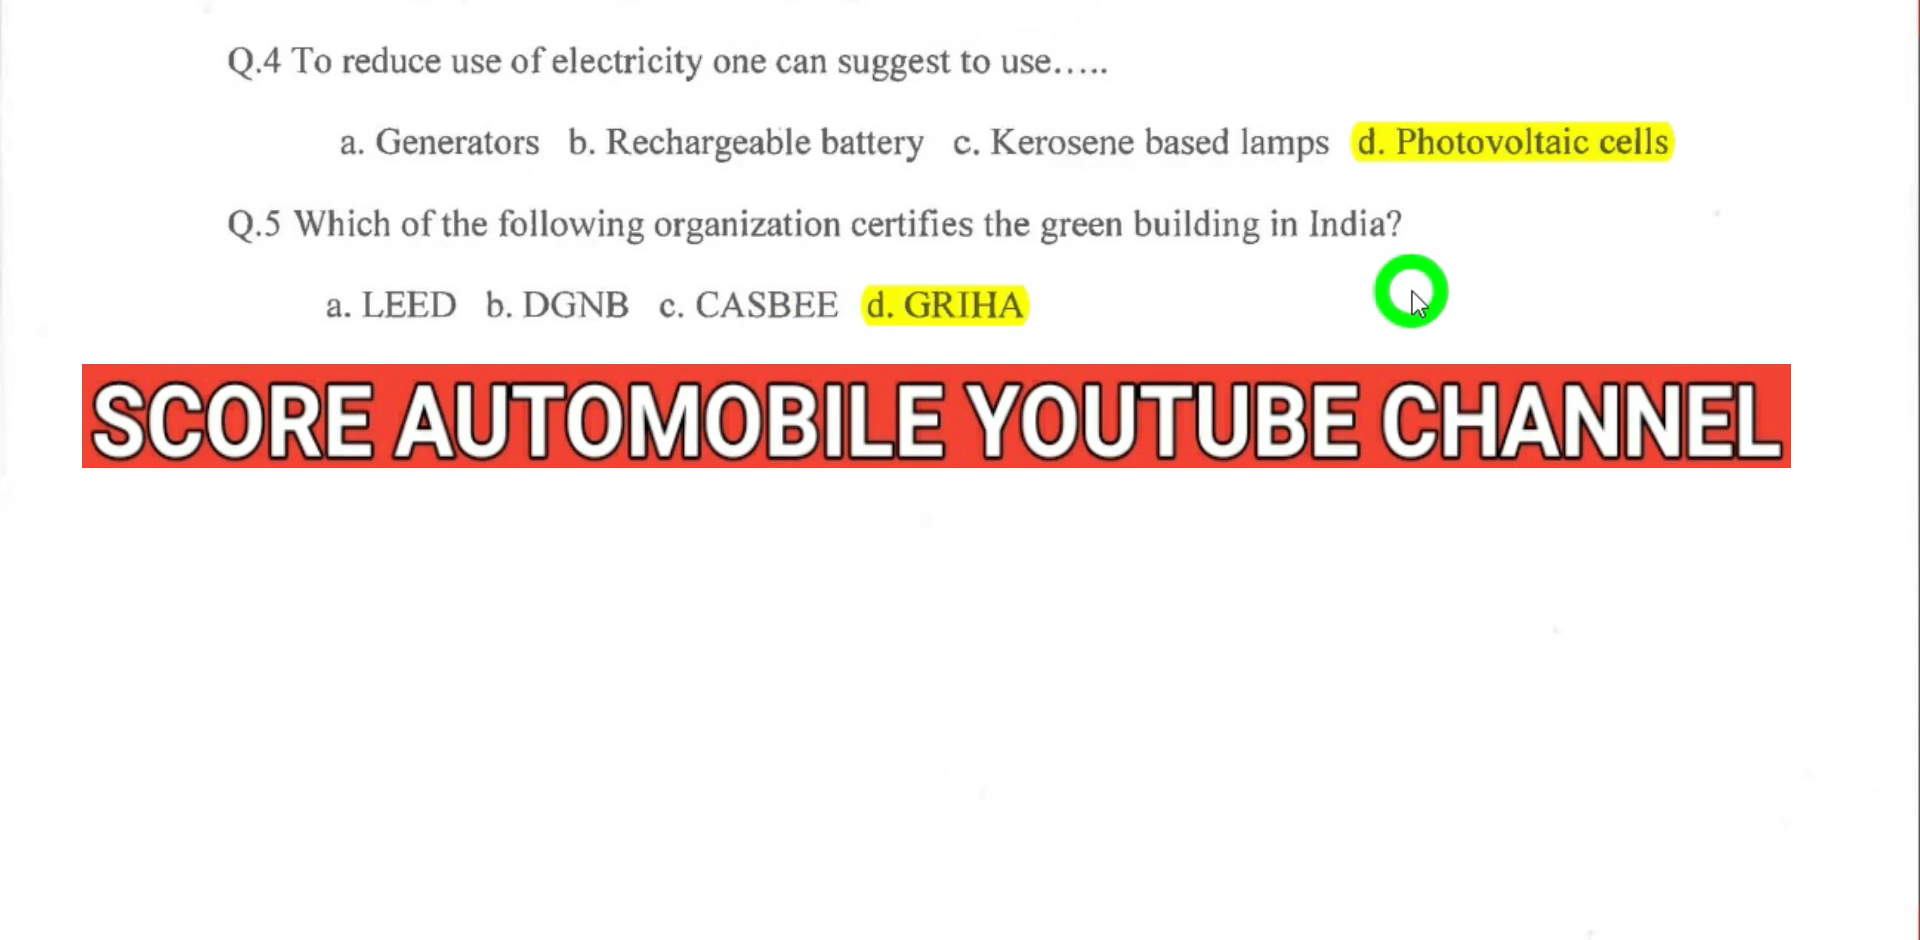 Q.4 To reduce use of electricity one can suggest to use.....
a. Generators b. Rechargeable battery c. Kerosene based lamps d. Photovoltaic cells
Q.5 Which of the following organization certifies the green building in India?
a. LEED b. DGNB c. CASBEE d. GRIHA
SCORE AUTOMOBILE YOUTUBE CHANNEL